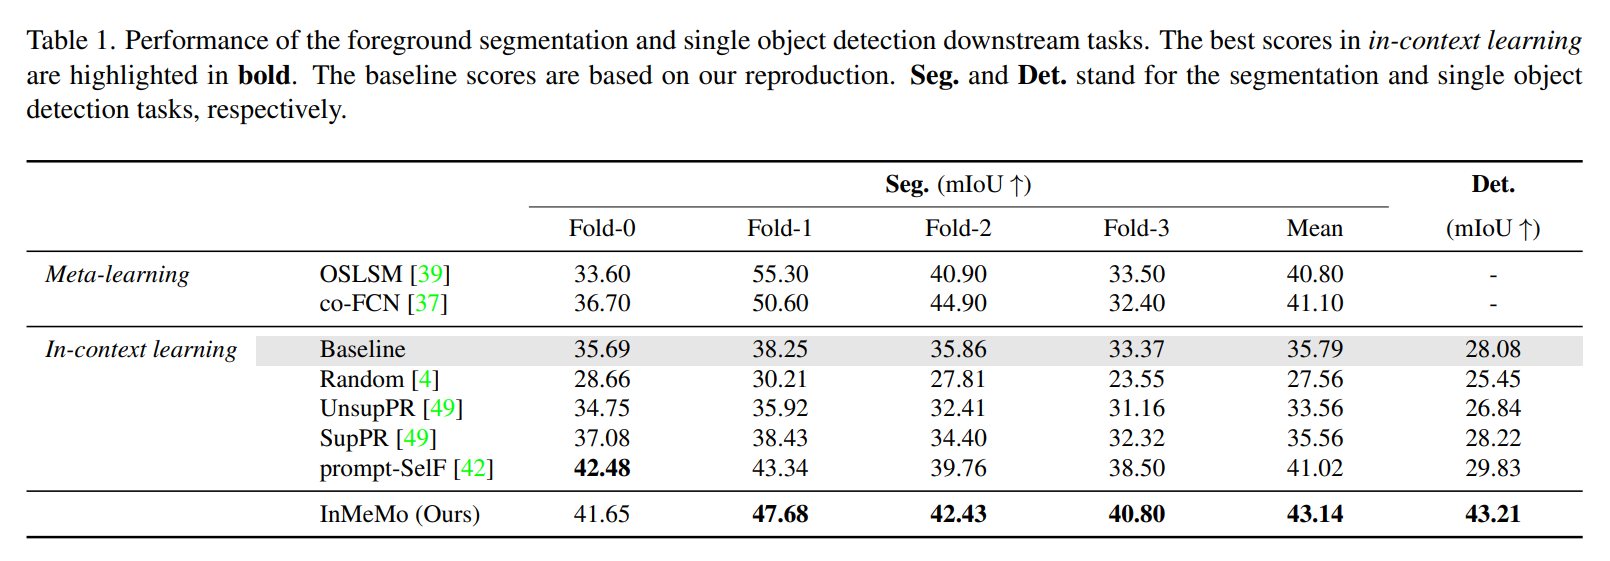 Table 1. Performance of the foreground segmentation and single object detection downstream tasks. The best scores in in-context learning
are highlighted in bold. The baseline scores are based on our reproduction. Seg. and Det. stand for the segmentation and single object
detection tasks, respectively.
Seg. (mIoU ↑) Det.
Fold-0 Fold-1 Fold-2 Fold-3 Mean (mIoU ↑)
Meta-learning OSLSM [39] 33.60 55.30 40.90 33.50 40.80 -
co-FCN [37] 36.70 50.60 44.90 32.40 41.10 -
In-context learning Baseline 35.69 38.25 35.86 33.37 35.79 28.08
Random [4] 28.66 30.21 27.81 23.55 27.56 25.45
UnsupPR [49] 34.75 35.92 32.41 31.16 33.56 26.84
SupPR [49] 37.08 38.43 34.40 32.32 35.56 28.22
prompt-SelF [42] 42.48 43.34 39.76 38.50 41.02 29.83
InMeMo (Ours) 41.65 47.68 42.43 40.80 43.14 43.21